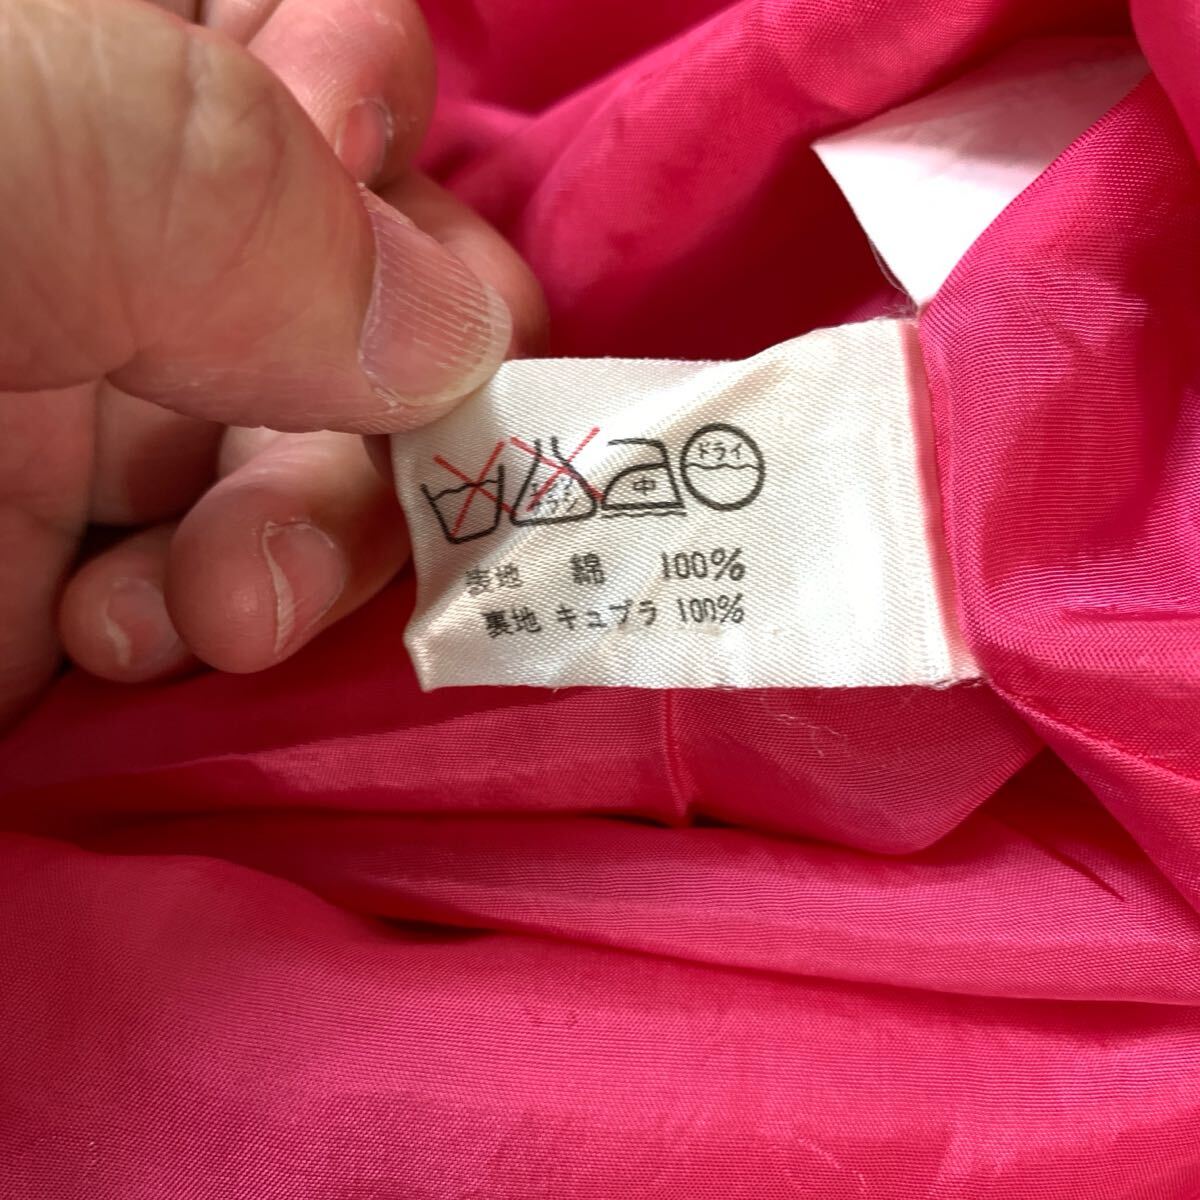 中 ドライ
表地 綿 100%
裏地 キュプラ 100%